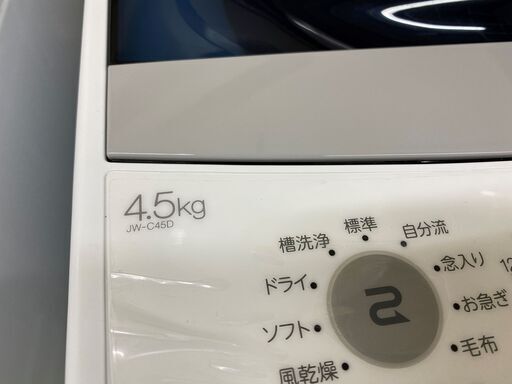 4.5kg
JW-C45D
標準
槽洗浄
自分流
ドライ
念入り
12
ソフト
お急ぎ
風乾燥
毛布